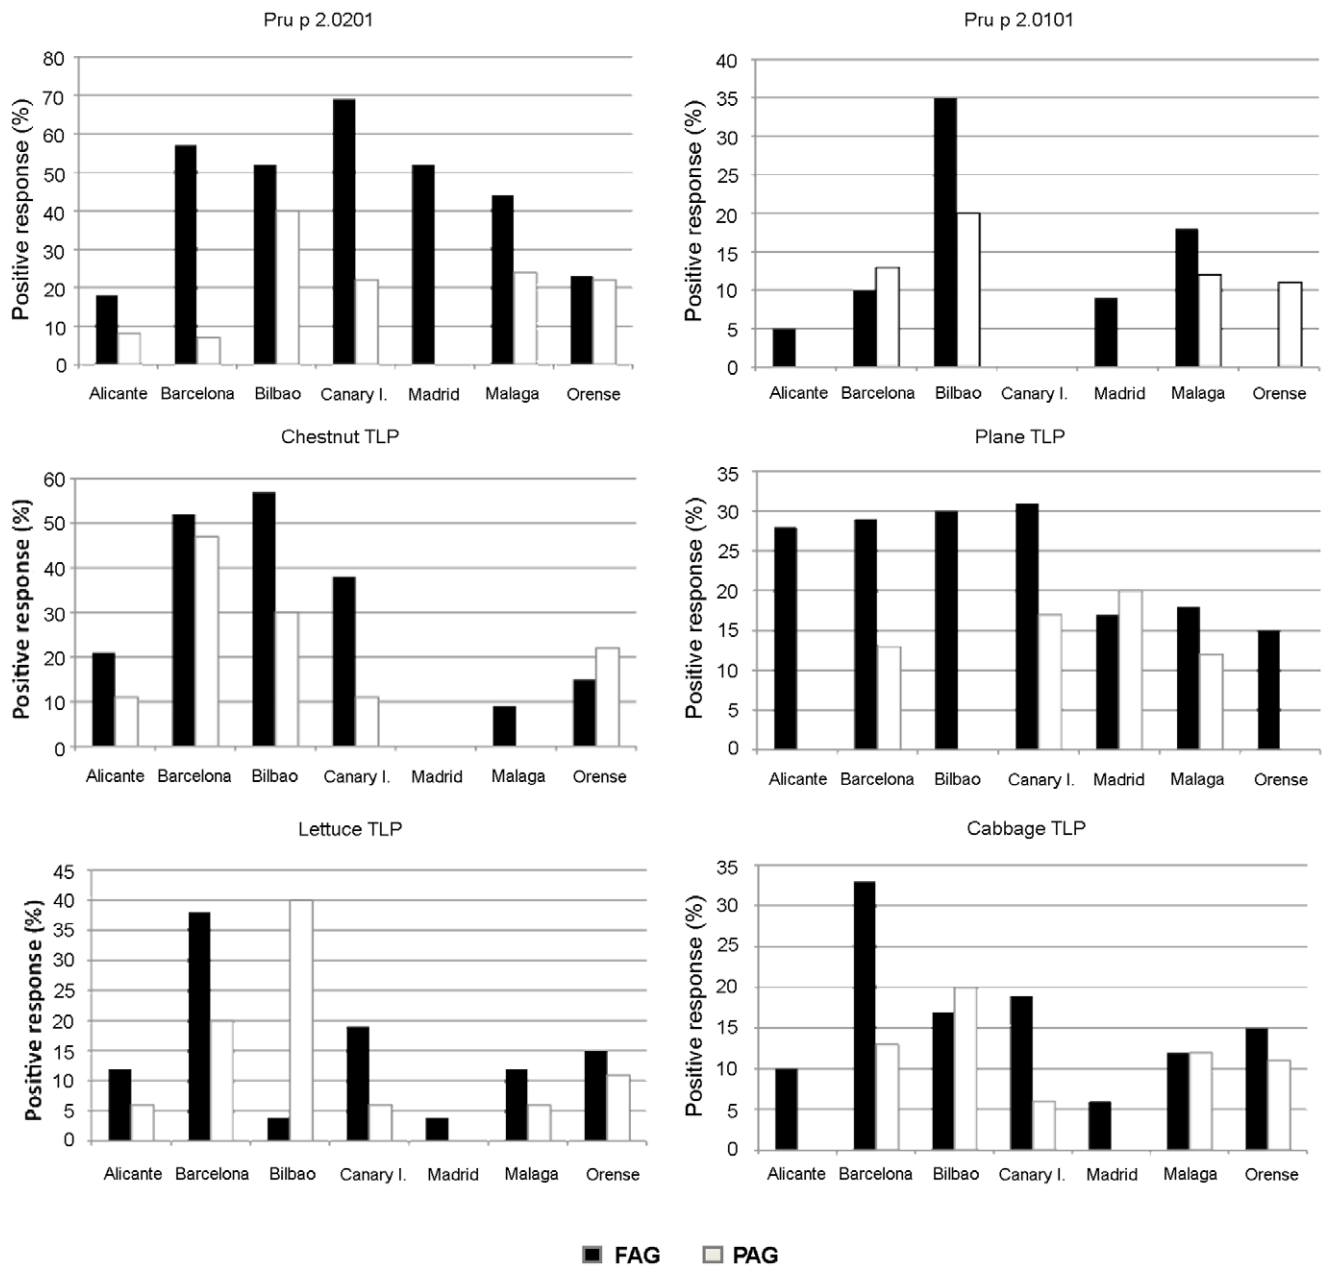 Pru p 2.0201
Positive response (%)
80
70
60
50
40
30
20
10
0
Alicante Barcelona Bilbao Canary I. Madrid Malaga Orense
Pru p 2.0101
Positive response (%)
40
35
30
25
20
15
10
5
0
Alicante Barcelona Bilbao Canary I. Madrid Malaga Orense
Chestnut TLP
Positive response (%)
60
50
40
30
20
10
0
Alicante Barcelona Bilbao Canary I. Madrid Malaga Orense
Plane TLP
Positive response (%)
35
30
25
20
15
10
5
0
Alicante Barcelona Bilbao Canary I. Madrid Malaga Orense
Lettuce TLP
Positive response (%)
45
40
35
30
25
20
15
10
5
0
Alicante Barcelona Bilbao Canary I. Madrid Malaga Orense
Cabbage TLP
Positive response (%)
35
30
25
20
15
10
5
0
Alicante Barcelona Bilbao Canary I. Madrid Malaga Orense
FAG PAG